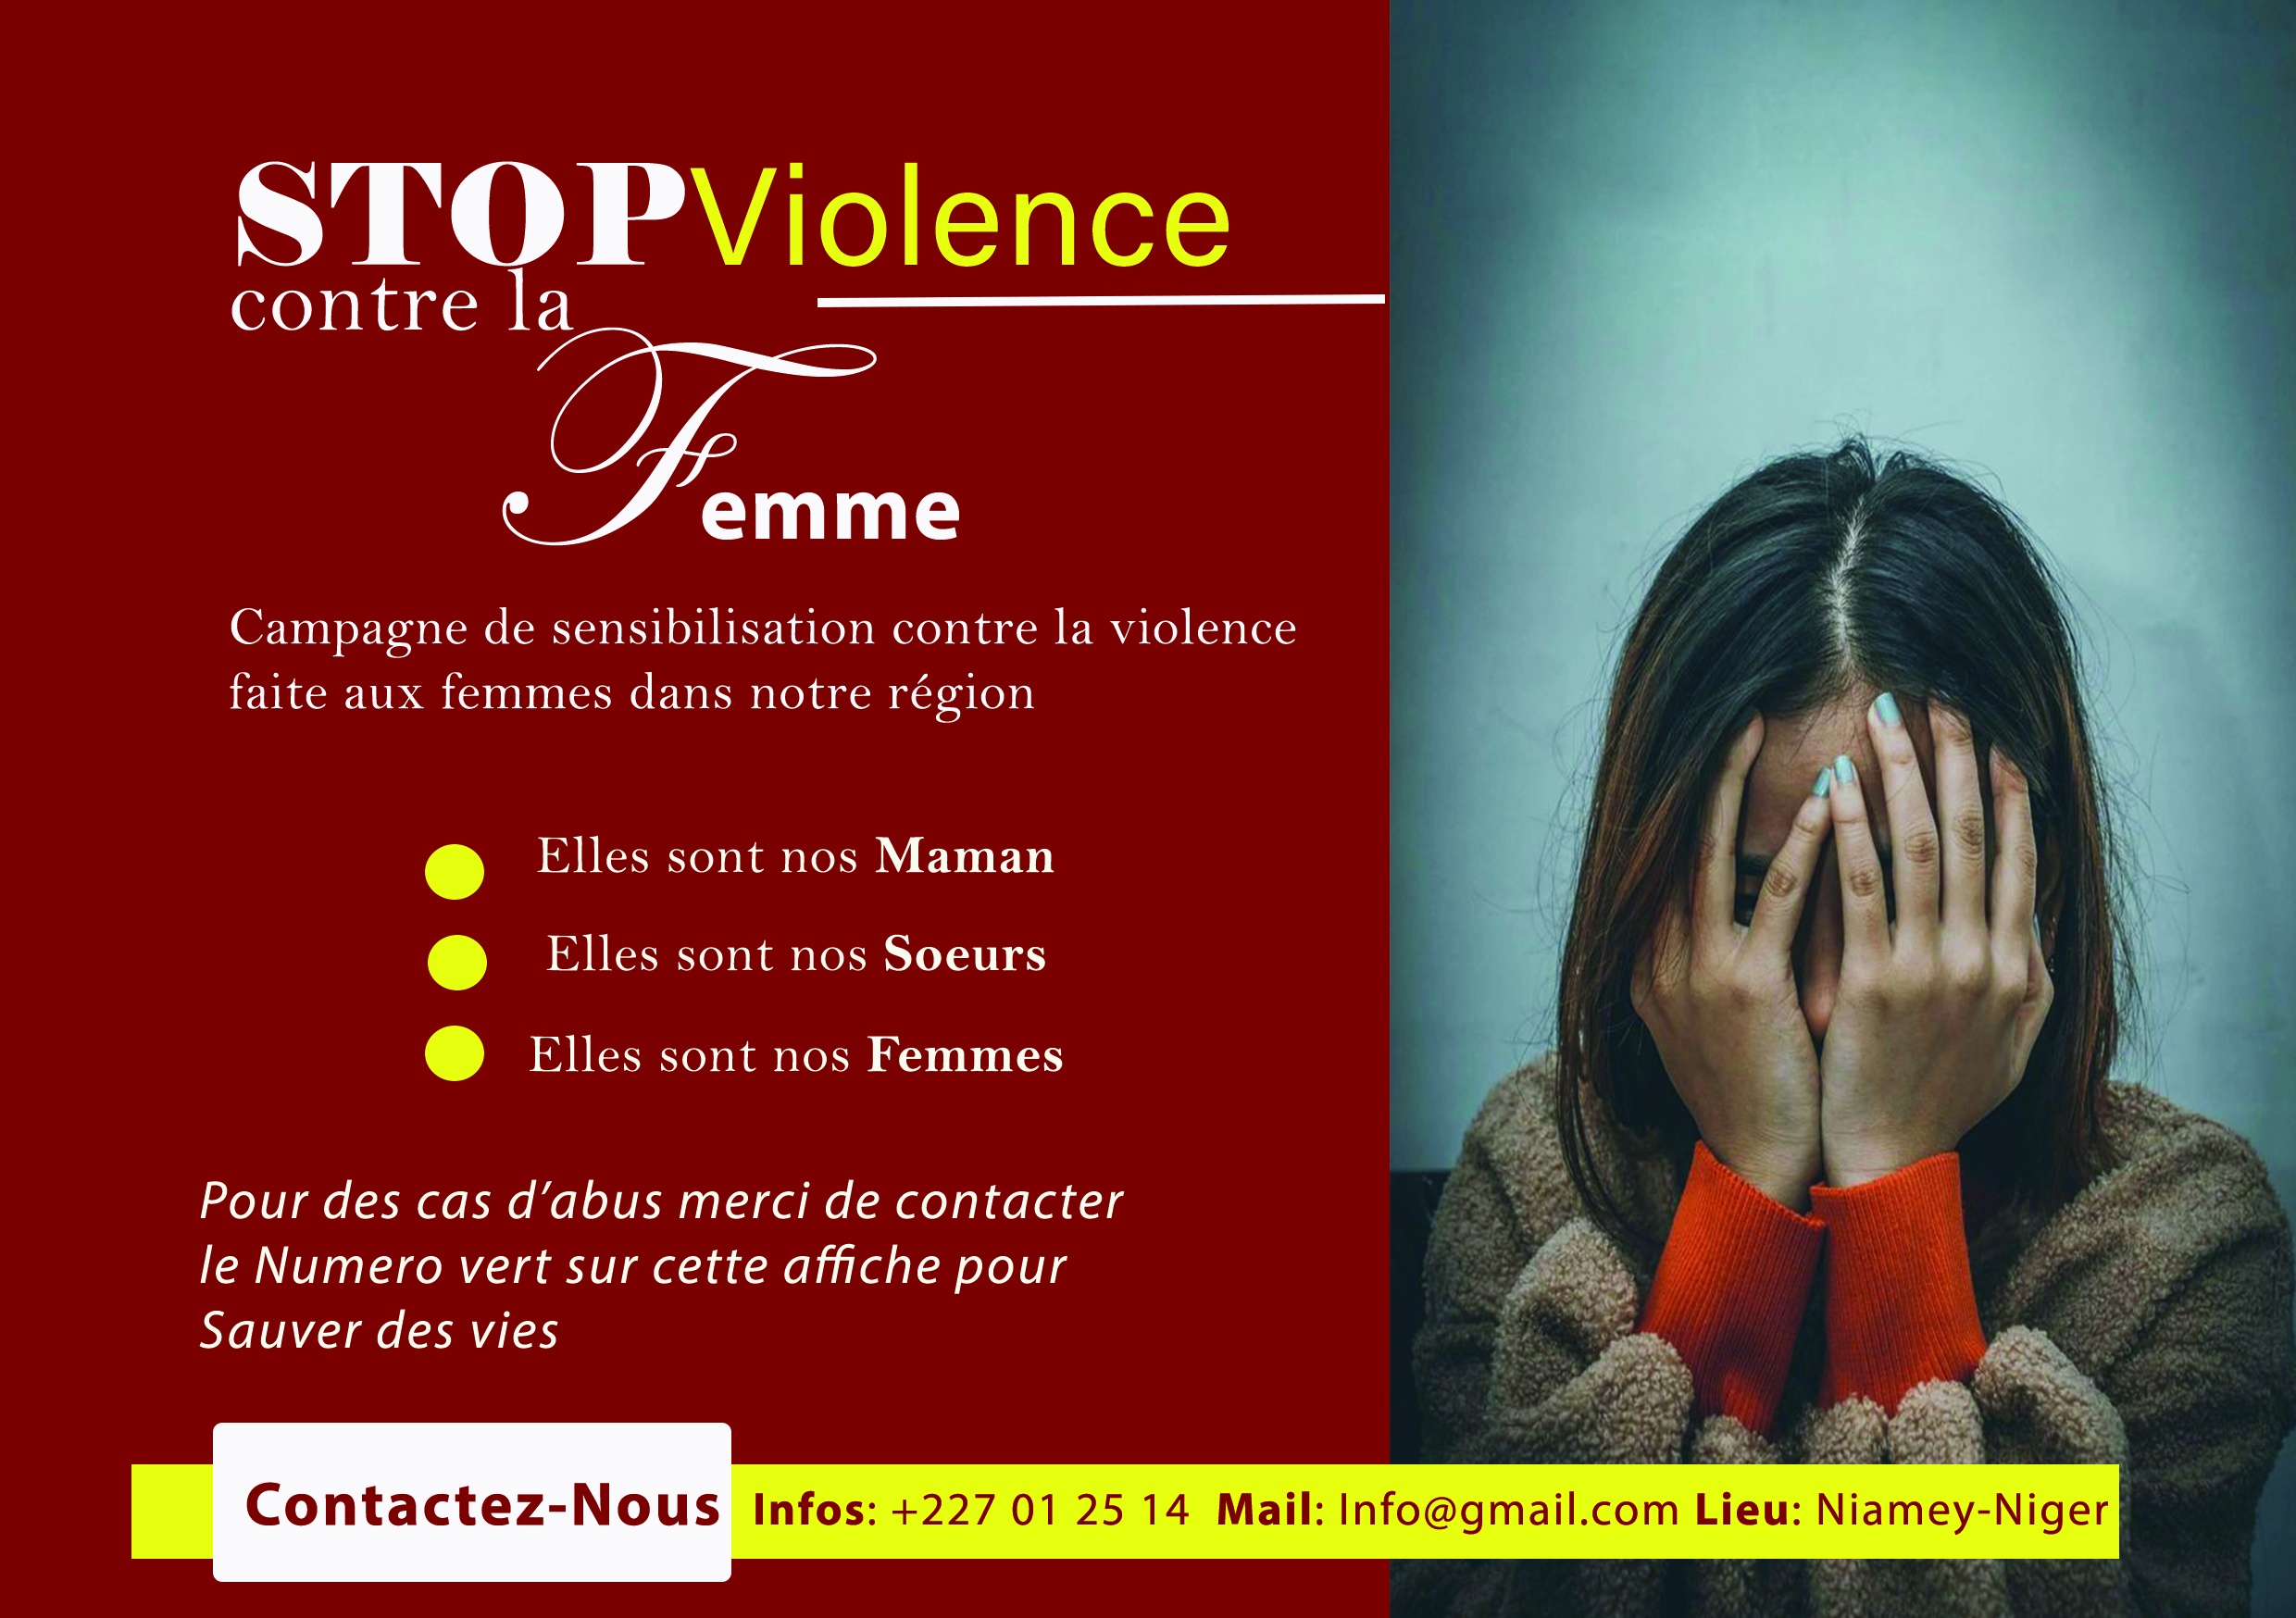 STOPViolence
contre la
Femme
Campagne de sensibilisation contre la violence
faite aux femmes dans notre région
Elles sont nos Maman
Elles sont nos Soeurs
Elles sont nos Femmes
Pour des cas d’abus merci de contacter
le Numero vert sur cette affiche pour
Sauver des vies
Contactez-Nous Infos: +227 01 25 14 Mail: Info@gmail.com Lieu: Niamey-Niger